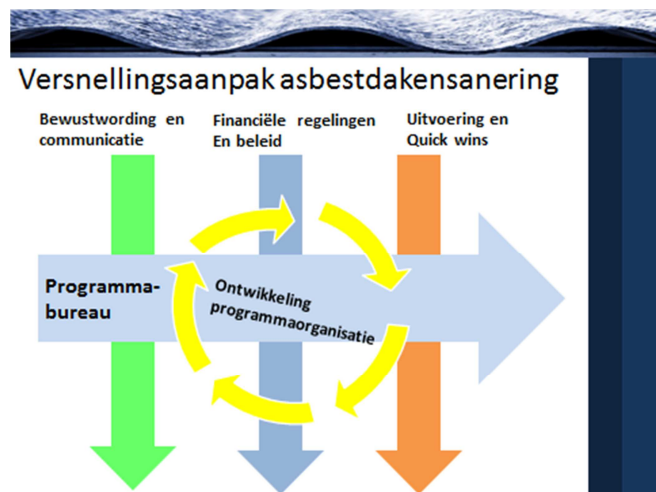 Versnellingsaanpak asbestdakensanering
Bewustwording en
communicatie
Financiële regelingen
En beleid
Uitvoering en
Quick wins
Programma-
bureau
Ontwikkeling
programmaorganisatie